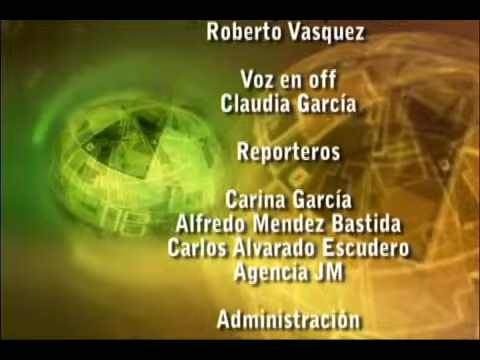 Roberto Vasquez
Voz en off
Claudia García
Reporteros
Carina García
Alfredo Mendez Bastida
Carlos Alvarado Escudero
Agencia JM
Administración